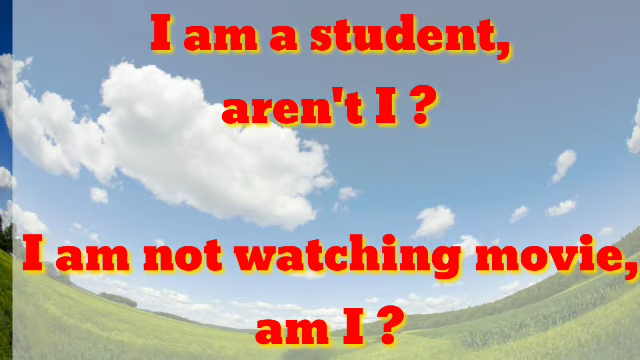 I am a student,
aren't I ?
I am not watching movie,
am I ?